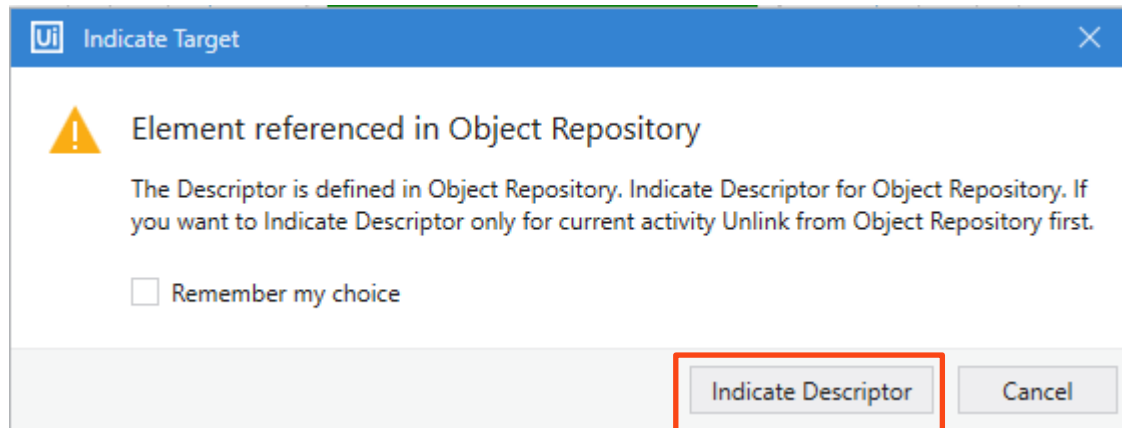 Ui Indicate Target
Element referenced in Object Repository
The Descriptor is defined in Object Repository. Indicate Descriptor for Object Repository. If
you want to Indicate Descriptor only for current activity Unlink from Object Repository first.
Remember my choice
Indicate Descriptor Cancel